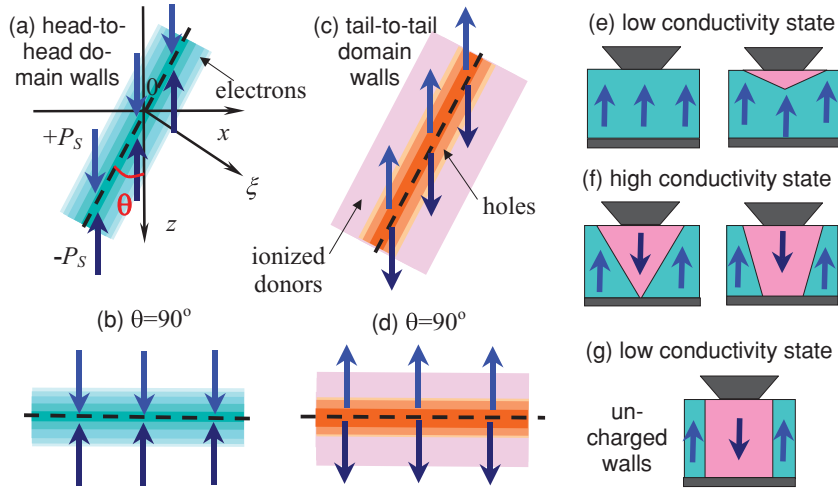 (a) head-to-
head do-
main walls
0
electrons
x
+P_S
ξ
θ
z
-P_S
(b) θ=90°
(c) tail-to-tail
domain
walls
holes
ionized
donors
(d) θ=90°
(e) low conductivity state
(f) high conductivity state
(g) low conductivity state
un-
charged
walls